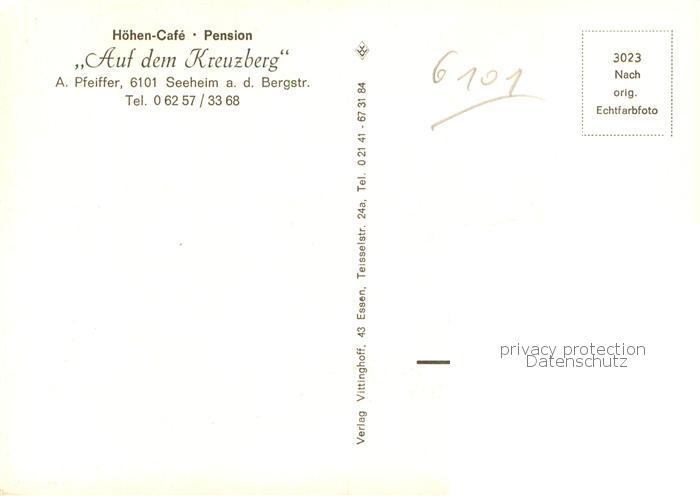 Höhen-Café · Pension
„Auf dem Kreuzberg“
A. Pfeiffer, 6101 Seeheim a. d. Bergstr.
Tel. 0 62 57 / 33 68
Verlag Vittinghoff, 43 Essen, Teisselstr. 24a, Tel. 0 21 41 - 67 31 84
6101
3023
Nach
orig.
Echtfarbfoto
privacy protection
Datenschutz